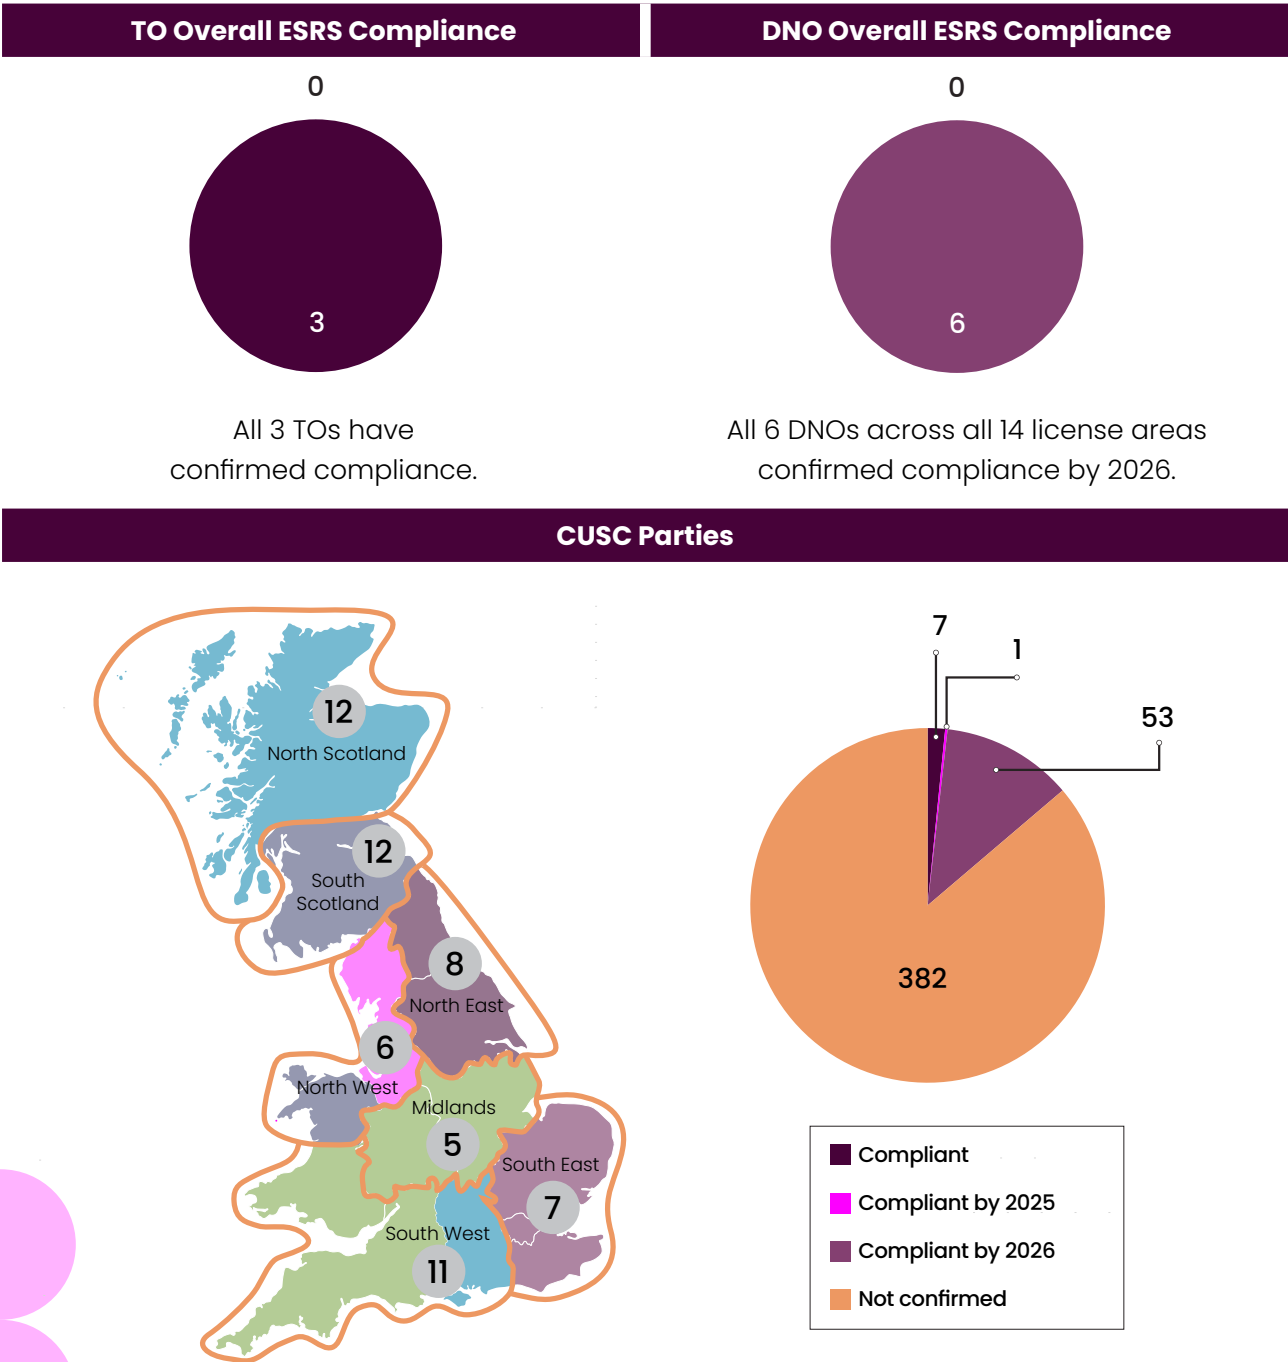 TO Overall ESRS Compliance
DNO Overall ESRS Compliance
0
0
3
6
All 3 TOs have
confirmed compliance.
All 6 DNOs across all 14 license areas
confirmed compliance by 2026.
CUSC Parties
12
North Scotland
12
South
Scotland
8
North East
6
North West
Midlands
5
South East
7
South West
11
7
1
53
382
Compliant
Compliant by 2025
Compliant by 2026
Not confirmed